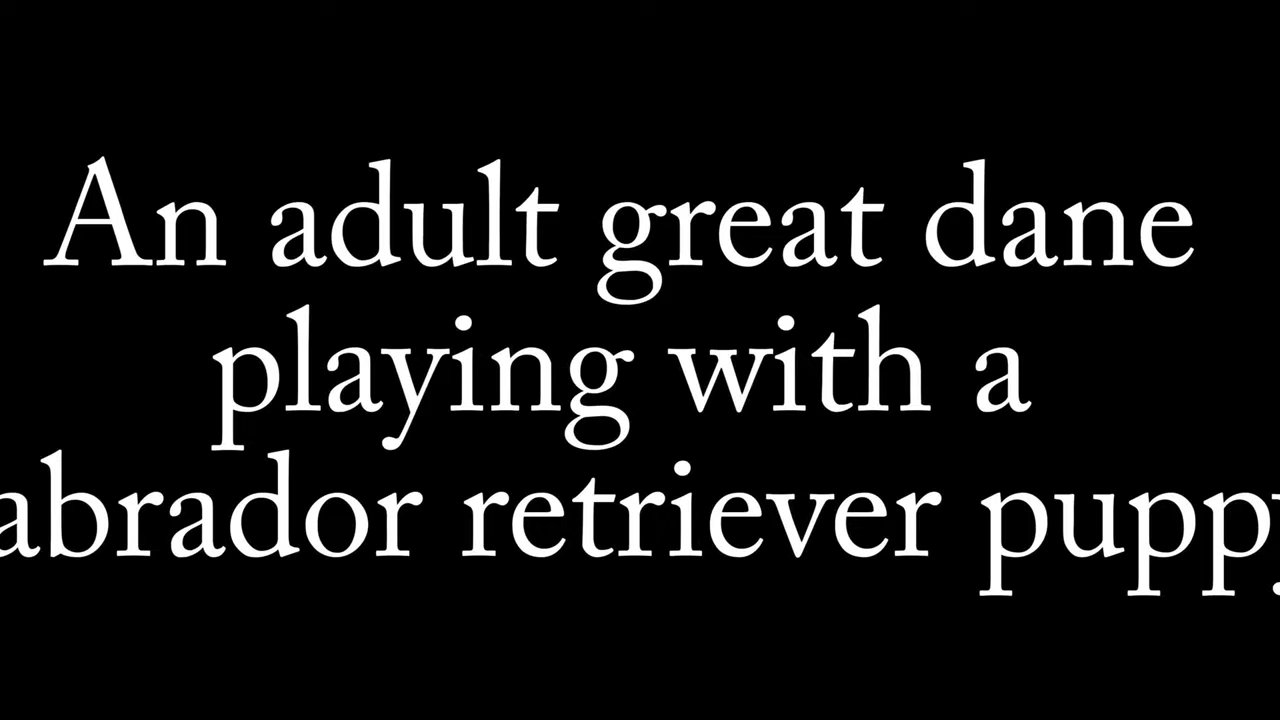 An adult great dane
playing with a
abrador retriever pupp